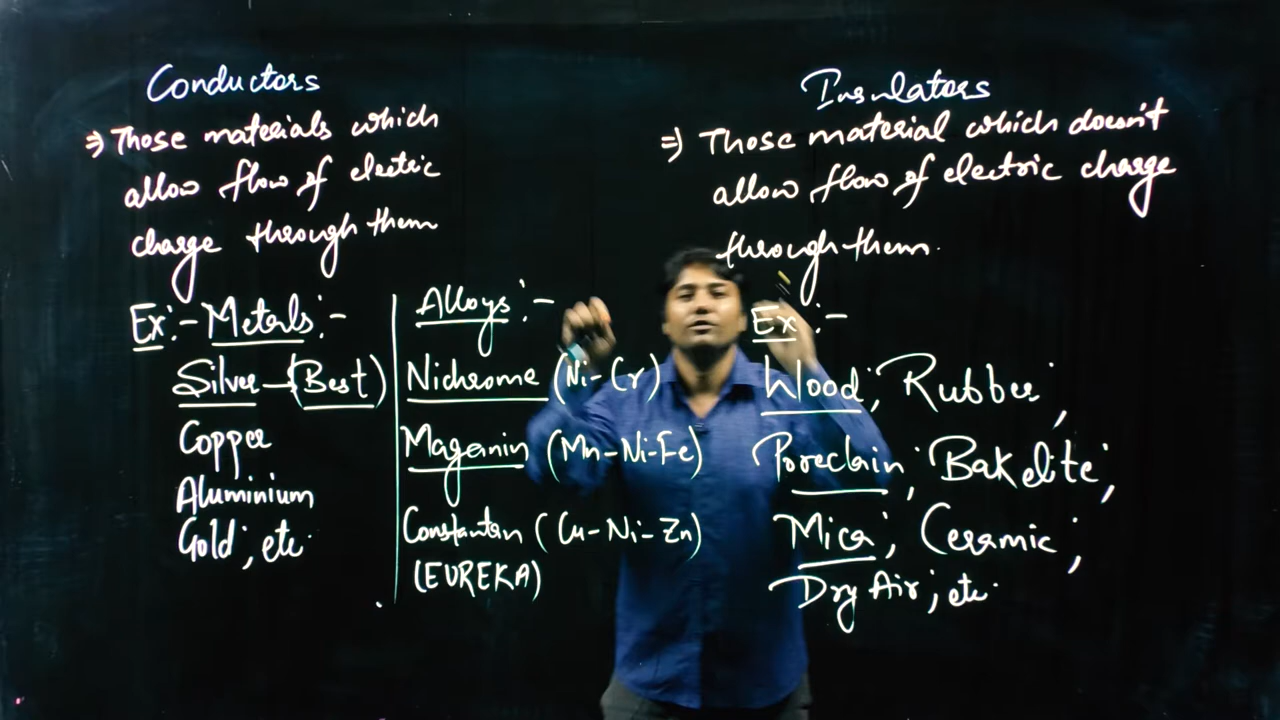 Conductors
⇒ Those materials which
allow flow of electric
charge through them
Ex:- Metals:-
Silver - (Best)
Copper
Aluminium
Gold, etc.
Alloys:-
Nichrome (Ni-Cr)
Maganin (Mn-Ni-Fe)
Constantan (Cu-Ni-Zn)
(EUREKA)
Insulators
⇒ Those material which doesn't
allow flow of electric charge
through them.
Ex:-
Wood, Rubber,
Poreclain, Bakelite,
Mica, Ceramic,
Dry Air, etc.